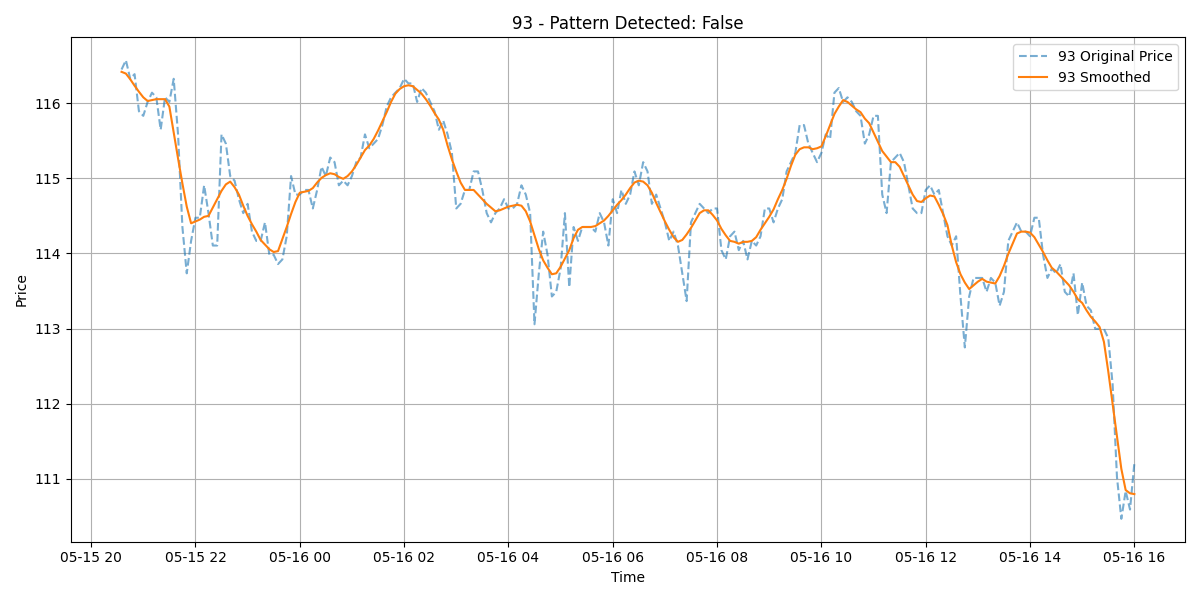 93 - Pattern Detected: False
93 Original Price
93 Smoothed
Price
116
115
114
113
112
111
05-15 20 05-15 22 05-16 00 05-16 02 05-16 04 05-16 06 05-16 08 05-16 10 05-16 12 05-16 14 05-16 16
Time